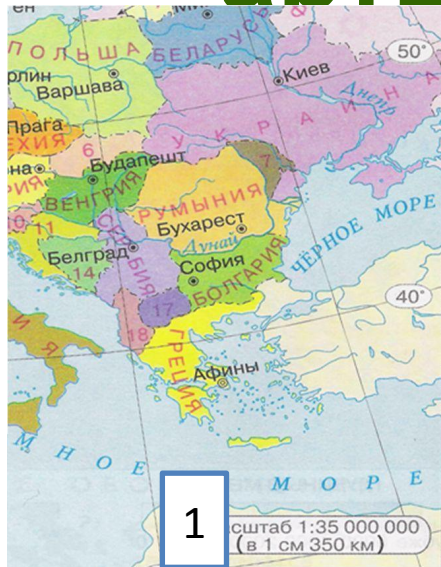 ПОЛЬША
БЕЛАРУСЬ
50°
Киев
Варшава
Днепр
Прага
УКРАИНА
6
Будапешт
7
ВЕНГРИЯ
РУМЫНИЯ
11
Бухарест
ЧЁРНОЕ МОРЕ
Белград
СЕРБИЯ
Дунай
14
София
БОЛГАРИЯ
40°
17
18
ГРЕЦИЯ
Афины
МНОЕ МОРЕ
1
сштаб 1:35 000 000
(в 1 см 350 км)